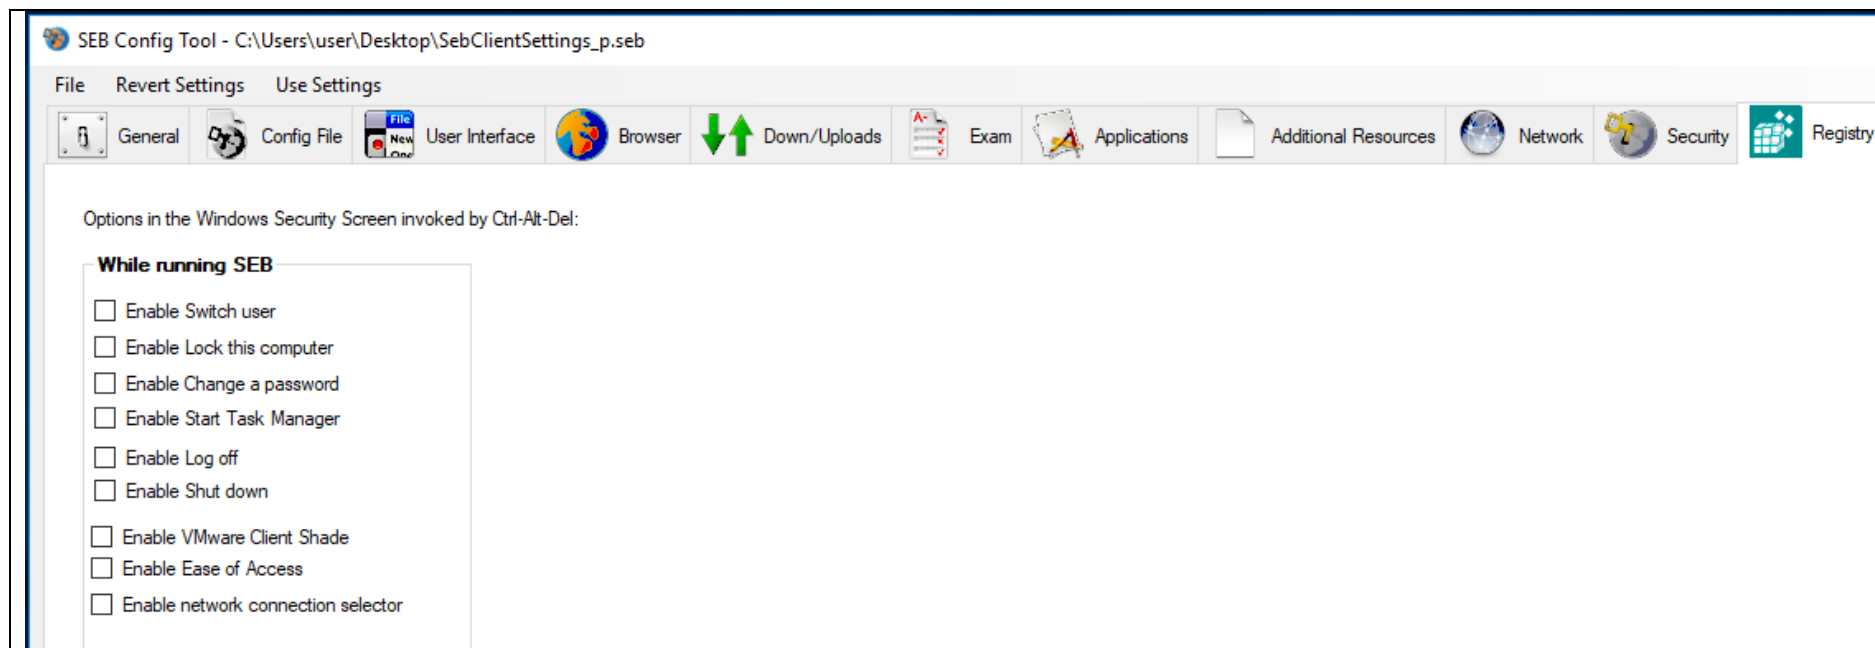 SEB Config Tool - C:\Users\user\Desktop\SebClientSettings_p.seb
File Revert Settings Use Settings
General Config File File New One User Interface Browser Down/Uploads A- Exam Applications Additional Resources Network Security Registry
Options in the Windows Security Screen invoked by Ctrl-Alt-Del:
While running SEB
Enable Switch user
Enable Lock this computer
Enable Change a password
Enable Start Task Manager
Enable Log off
Enable Shut down
Enable VMware Client Shade
Enable Ease of Access
Enable network connection selector